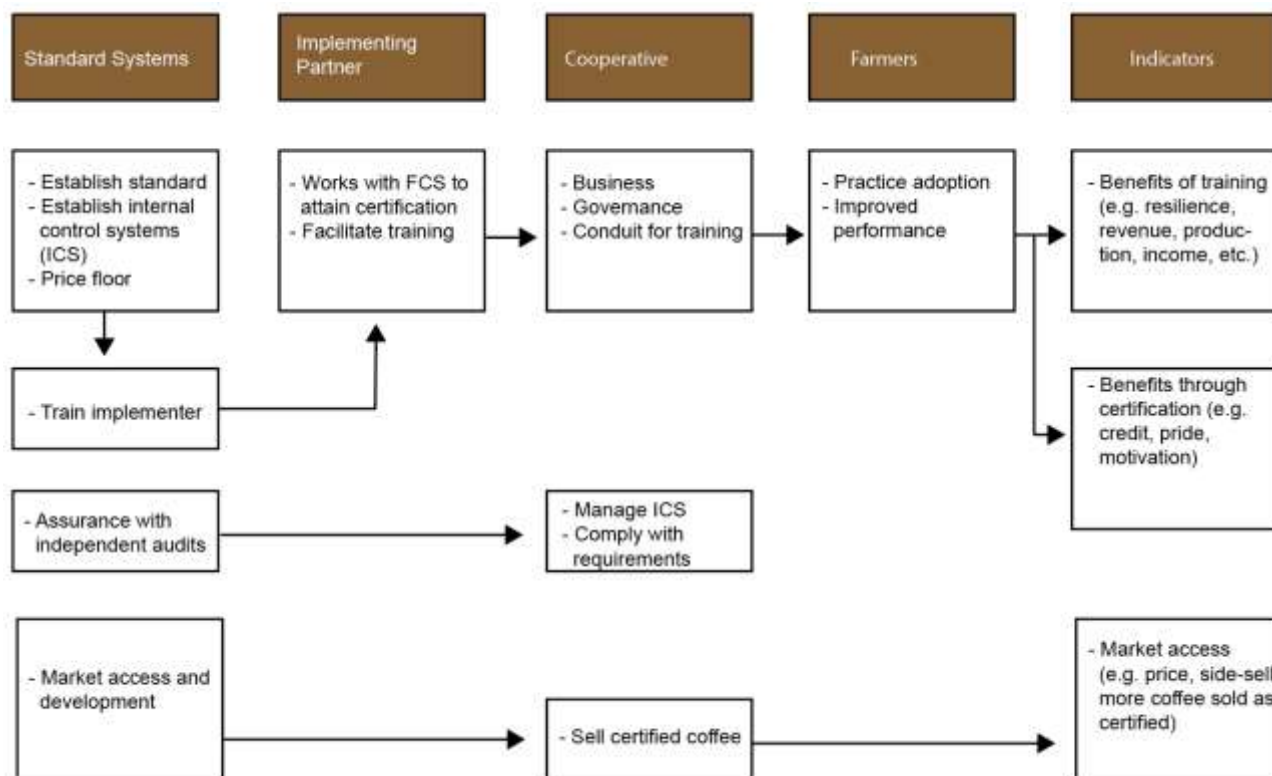 Standard Systems
Implementing
Partner
Cooperative
Farmers
Indicators
- Establish standard
- Establish internal
control systems
(ICS)
- Price floor
- Works with FCS to
attain certification
- Facilitate training
- Business
- Governance
- Conduit for training
- Practice adoption
- Improved
performance
- Benefits of training
(e.g. resilience,
revenue, produc-
tion, income, etc.)
- Train implementer
- Benefits through
certification (e.g.
credit, pride,
motivation)
- Assurance with
independent audits
- Manage ICS
- Comply with
requirements
- Market access and
development
- Sell certified coffee
- Market access
(e.g. price, side-sell
more coffee sold as
certified)